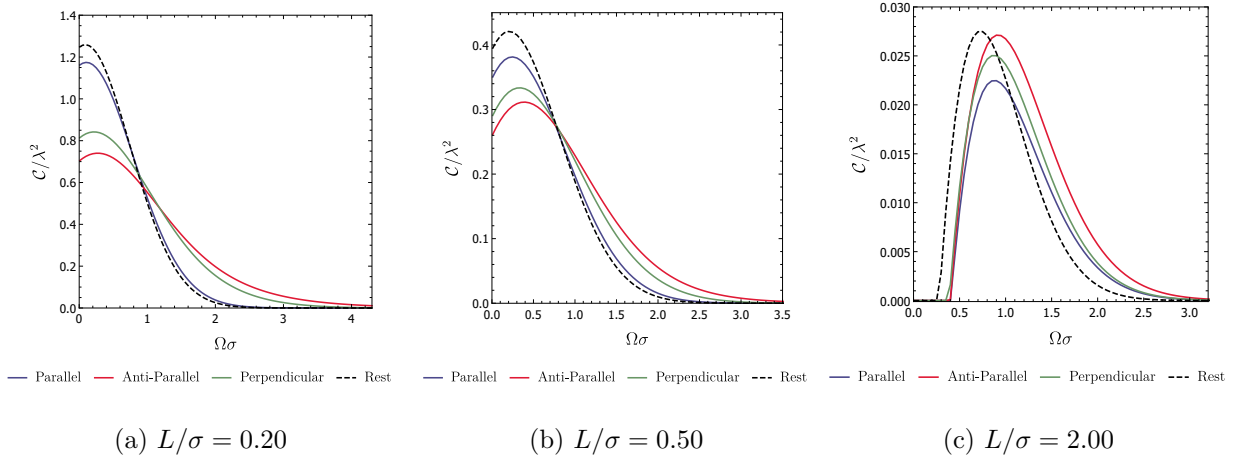 1.4
1.2
1.0
0.8
0.6
0.4
0.2
0.0
C/λ²
0 1 2 3 4
Ωσ
Parallel Anti-Parallel Perpendicular Rest
(a) L/σ = 0.20
0.4
0.3
0.2
0.1
0.0
C/λ²
0.0 0.5 1.0 1.5 2.0 2.5 3.0 3.5
Ωσ
Parallel Anti-Parallel Perpendicular Rest
(b) L/σ = 0.50
0.030
0.025
0.020
0.015
0.010
0.005
0.000
C/λ²
0.0 0.5 1.0 1.5 2.0 2.5 3.0
Ωσ
Parallel Anti-Parallel Perpendicular Rest
(c) L/σ = 2.00